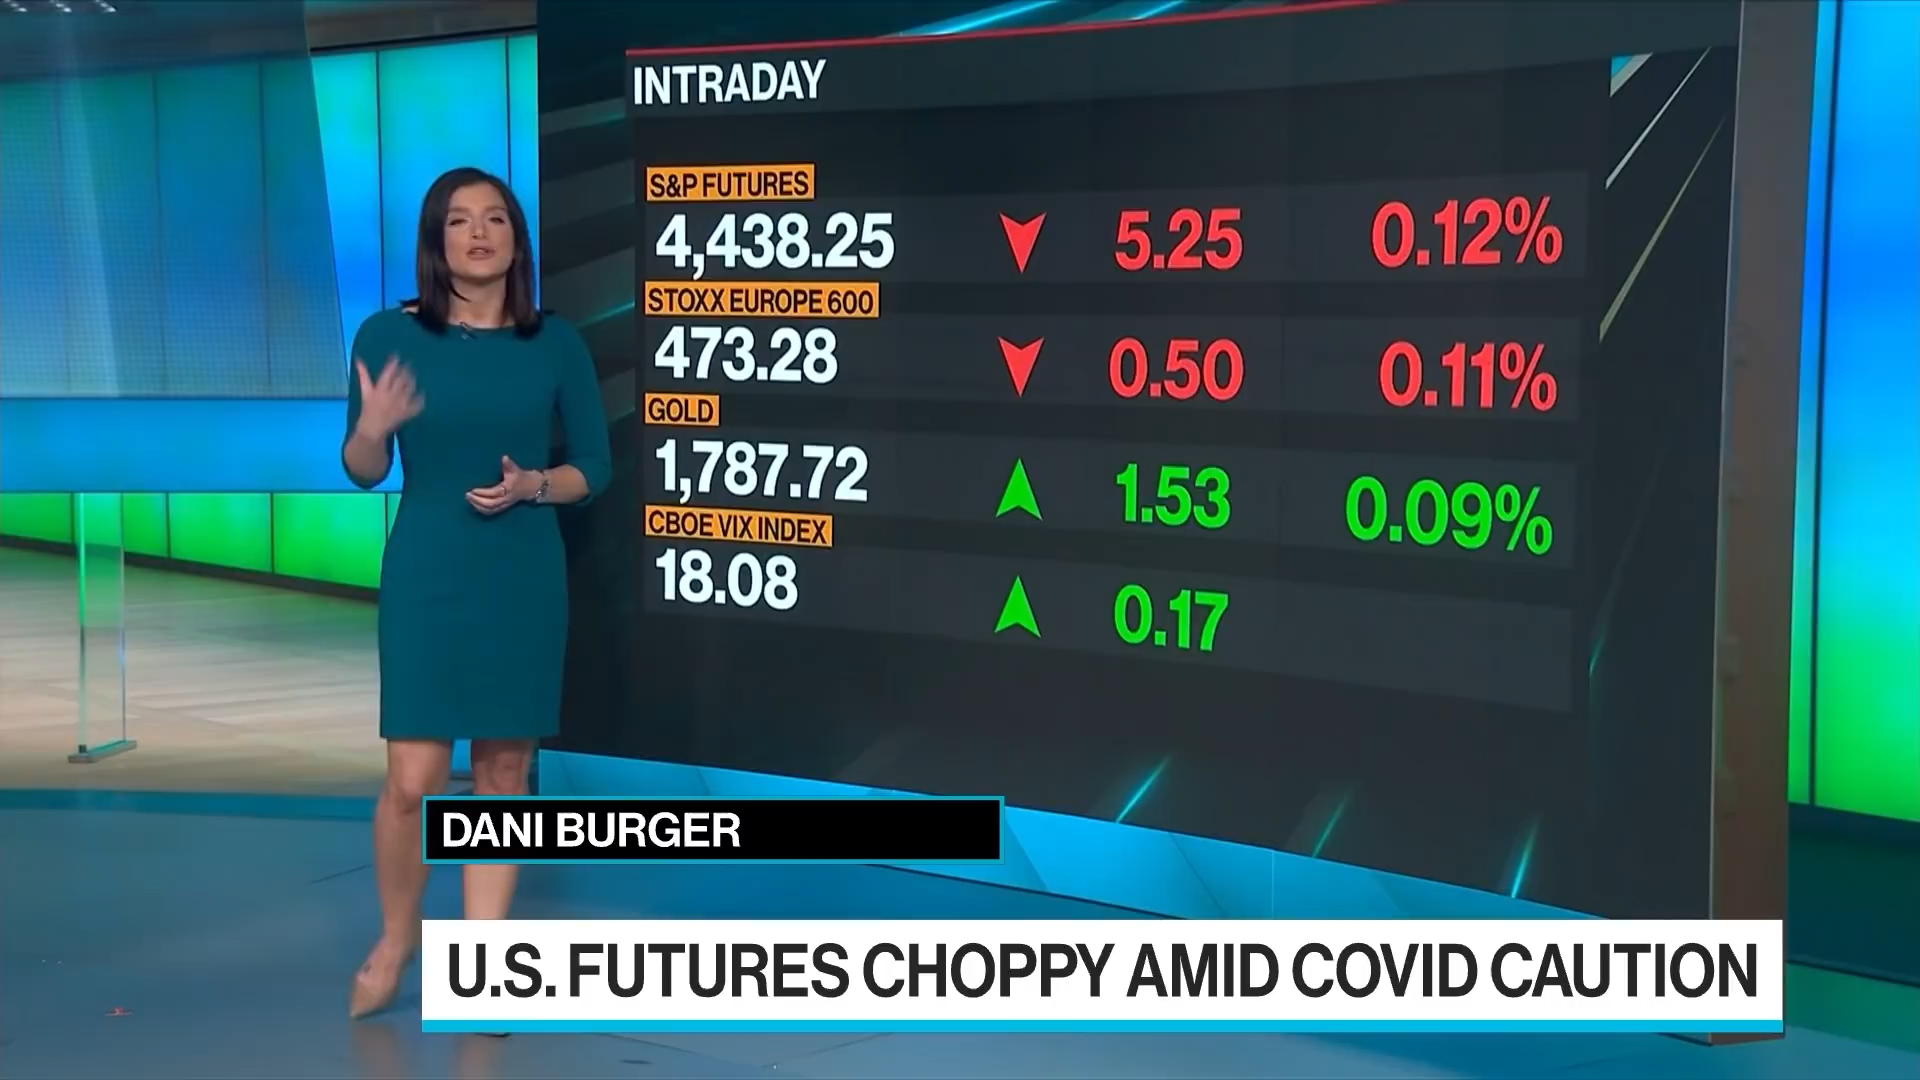 INTRADAY
S&P FUTURES
4,438.25 5.25 0.12%
STOXX EUROPE 600
473.28 0.50 0.11%
GOLD
1,787.72 1.53 0.09%
CBOE VIX INDEX
18.08 0.17
DANI BURGER
U.S. FUTURES CHOPPY AMID COVID CAUTION